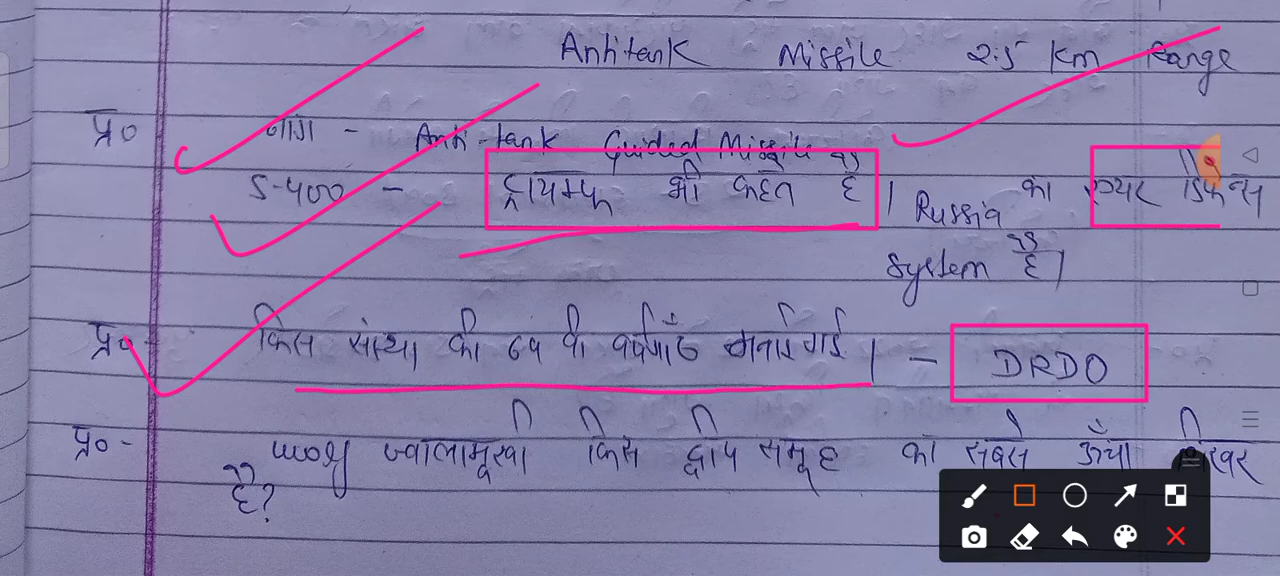 Antitank Missile 2.5 km Range
प्र० नाग - Anti-tank Guided Missile है
S-400 - ट्रायम्फ भी कहते है | Russia का एयर डिफेन्स
System है|
प्र०- किस संस्था की वी वर्षगाँठ मनाई गई | - DRDO
प्र०- ज्वालामूखी किस द्वीप समूह का सबसे ऊँचा शिखर
है?